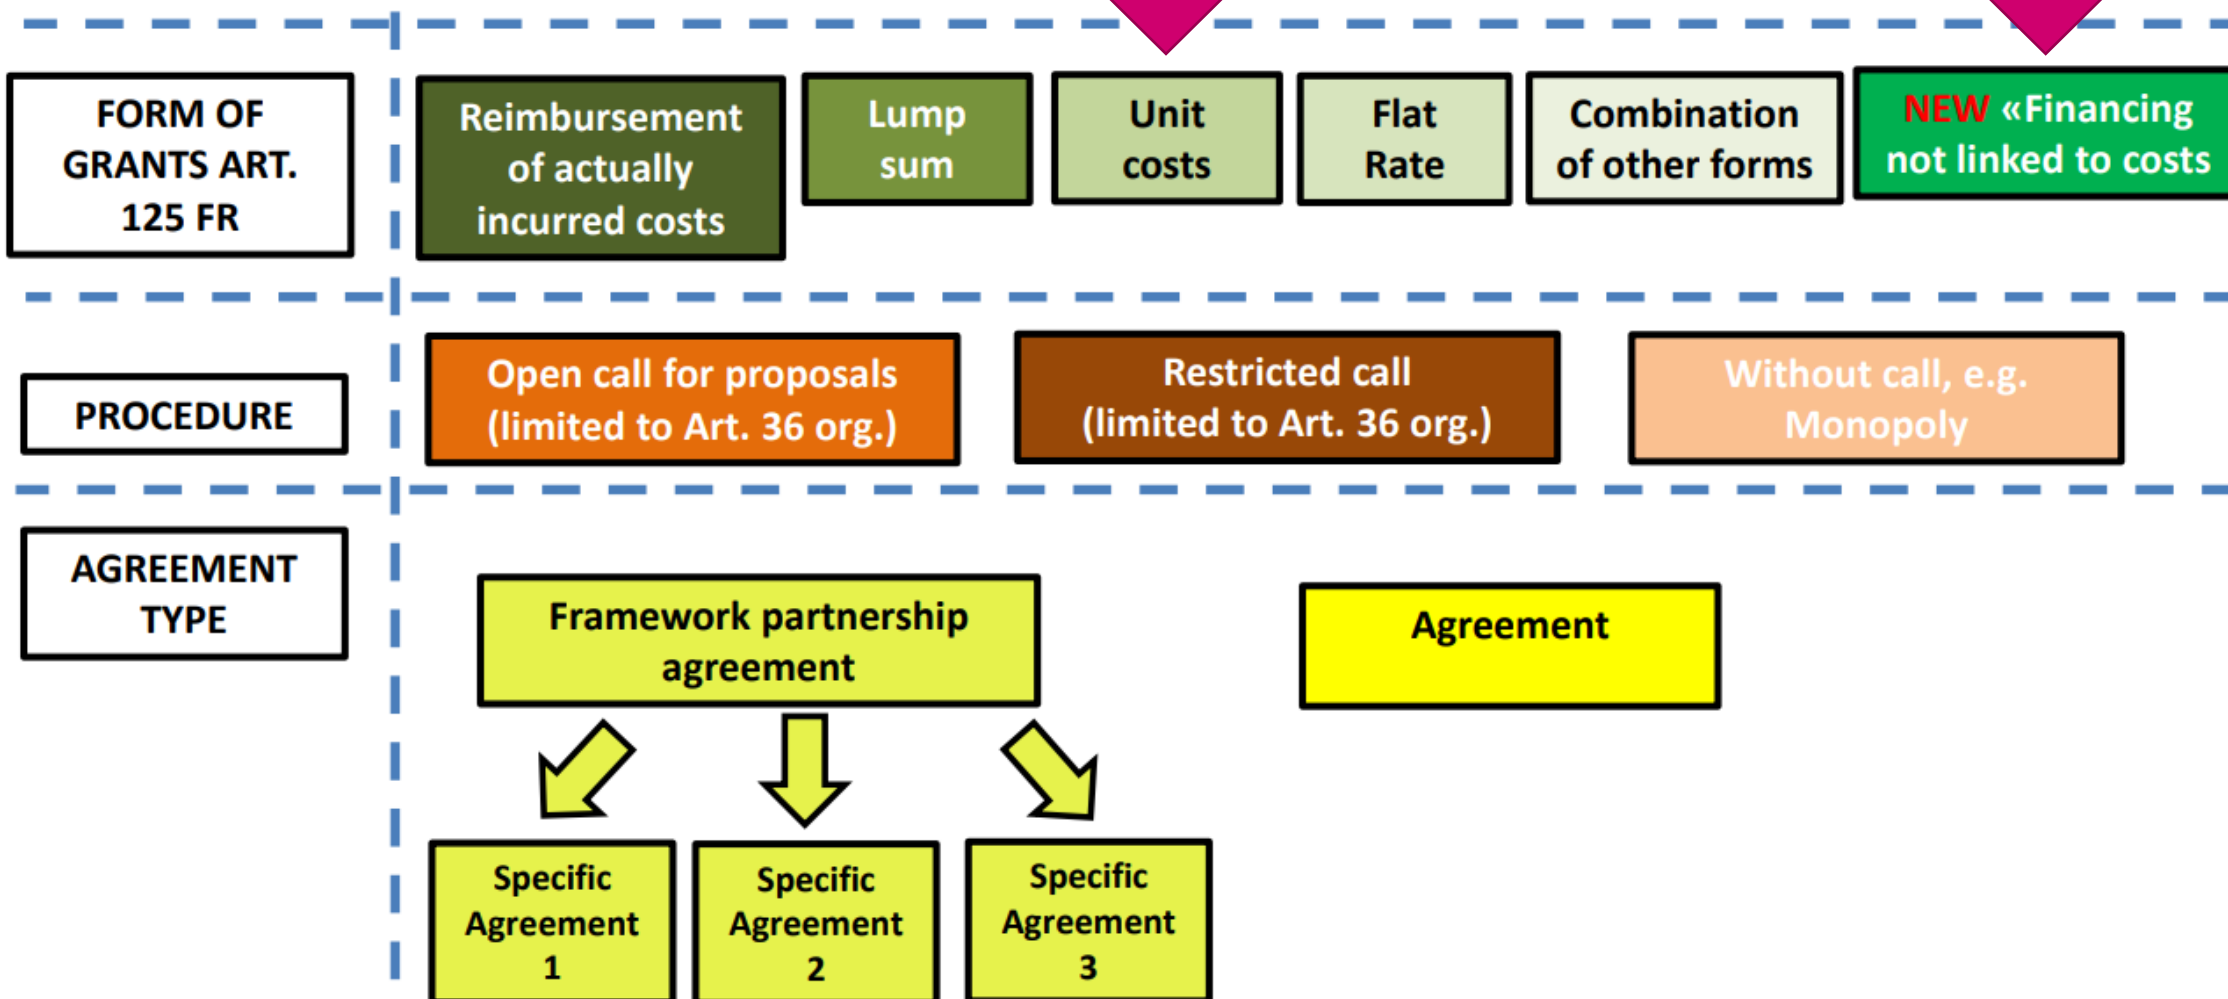 FORM OF
GRANTS ART.
125 FR
Reimbursement
of actually
incurred costs
Lump
sum
Unit
costs
Flat
Rate
Combination
of other forms
NEW «Financing
not linked to costs
PROCEDURE
Open call for proposals
(limited to Art. 36 org.)
Restricted call
(limited to Art. 36 org.)
Without call, e.g.
Monopoly
AGREEMENT
TYPE
Framework partnership
agreement
Agreement
Specific
Agreement
1
Specific
Agreement
2
Specific
Agreement
3